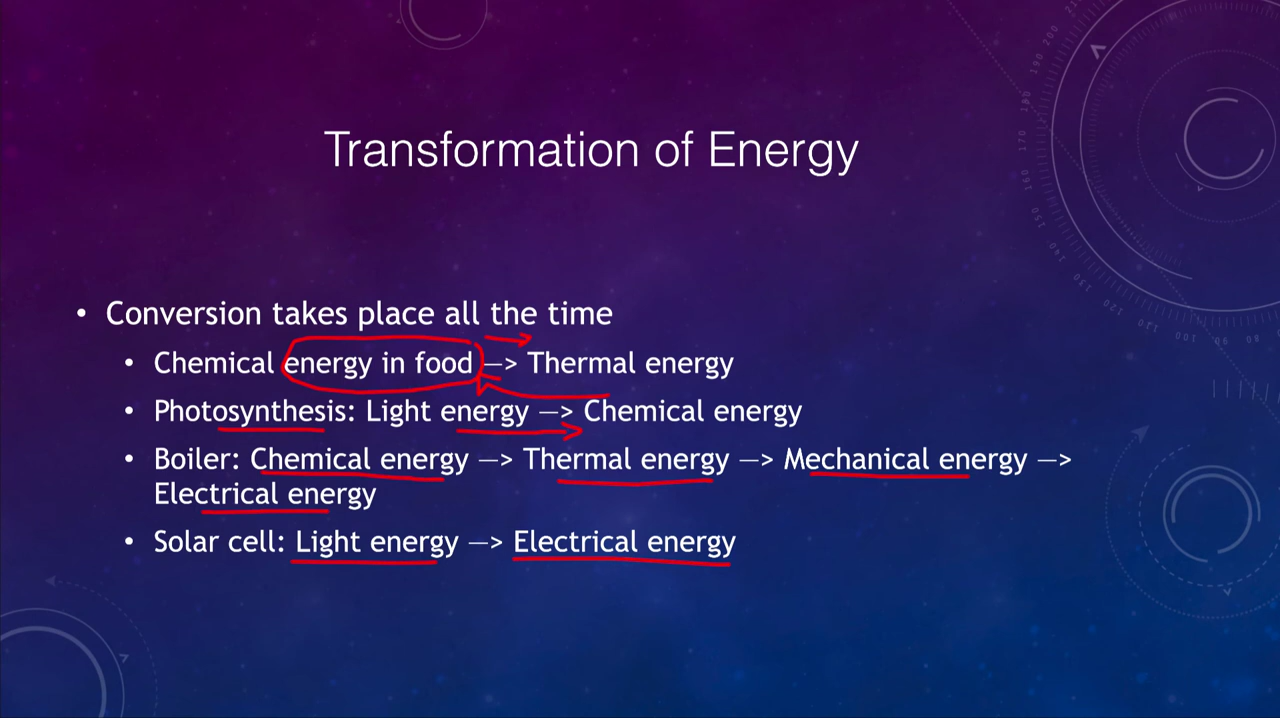 Transformation of Energy
• Conversion takes place all the time
• Chemical energy in food —> Thermal energy
• Photosynthesis: Light energy —> Chemical energy
• Boiler: Chemical energy —> Thermal energy —> Mechanical energy —>
Electrical energy
• Solar cell: Light energy —> Electrical energy